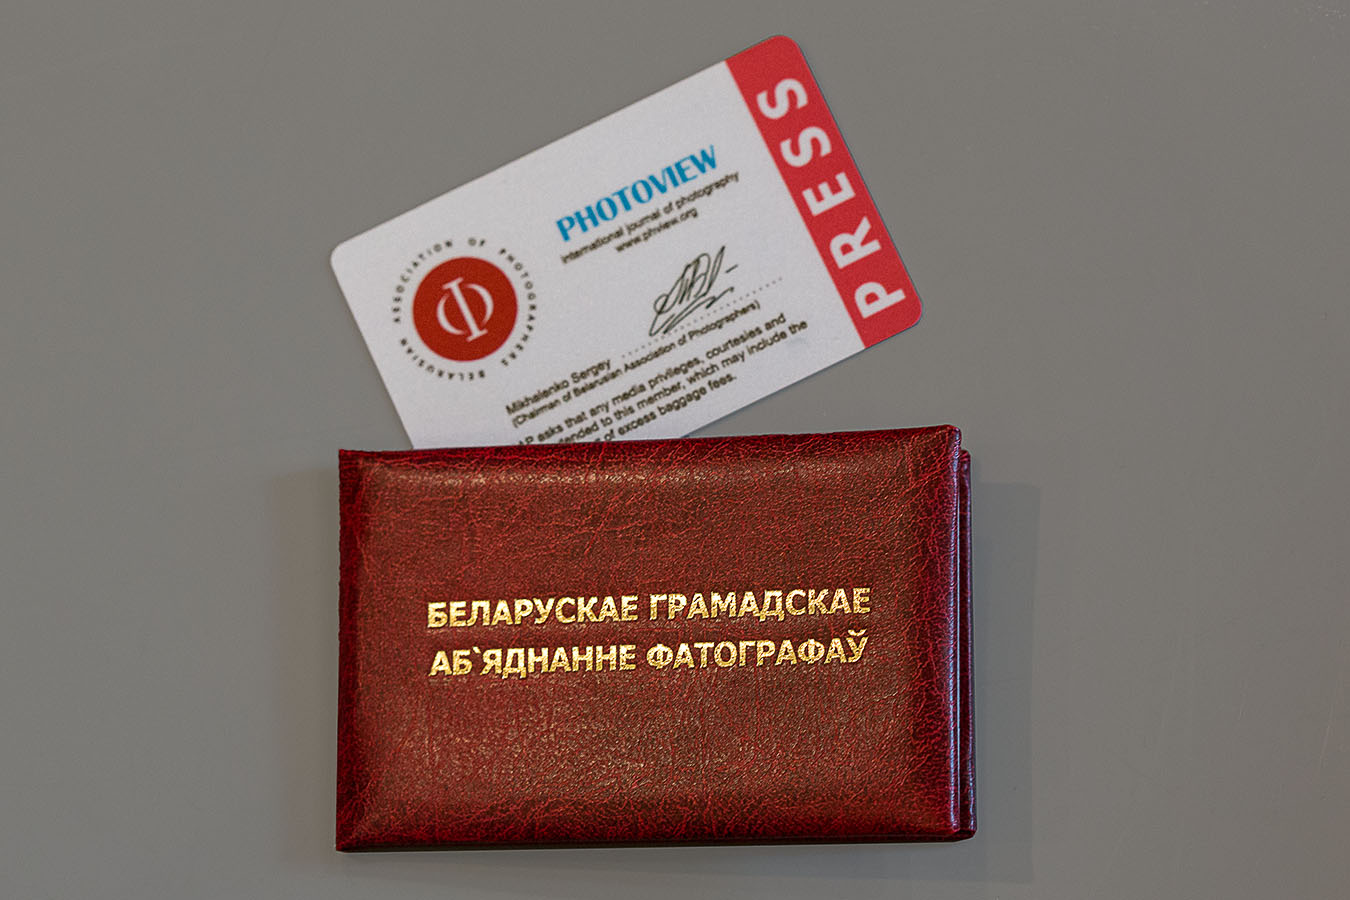 PRESS
PHOTOVIEW
international journal of photography
www.phview.org
BELARUSIAN ASSOCIATION OF PHOTOGRAPHERS
Ф
Mikhalenko Sergey
(Chairman of Belarusian Association of Photographers)
AP asks that any media privileges, courtesies and
tended to this member, which may include the
of excess baggage fees.
БЕЛАРУСКАЕ ГРАМАДСКАЕ
АБ`ЯДНАННЕ ФАТОГРАФАЎ